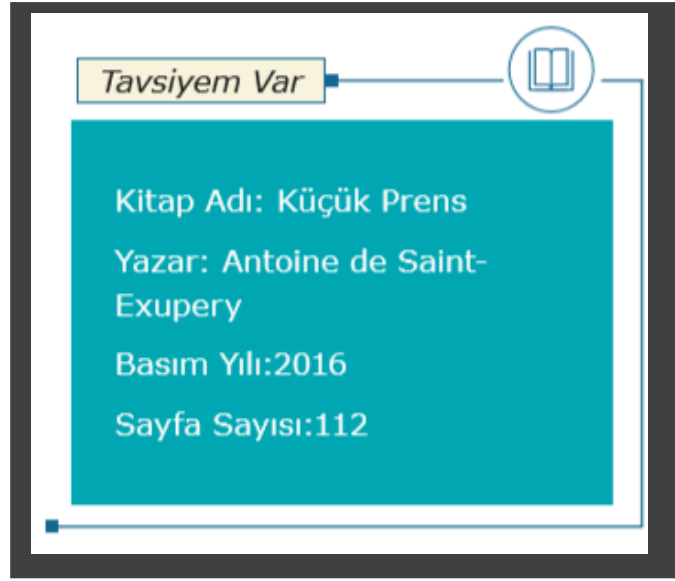 Tavsiyem Var
Kitap Adı: Küçük Prens
Yazar: Antoine de Saint-
Exupery
Basım Yılı:2016
Sayfa Sayısı:112